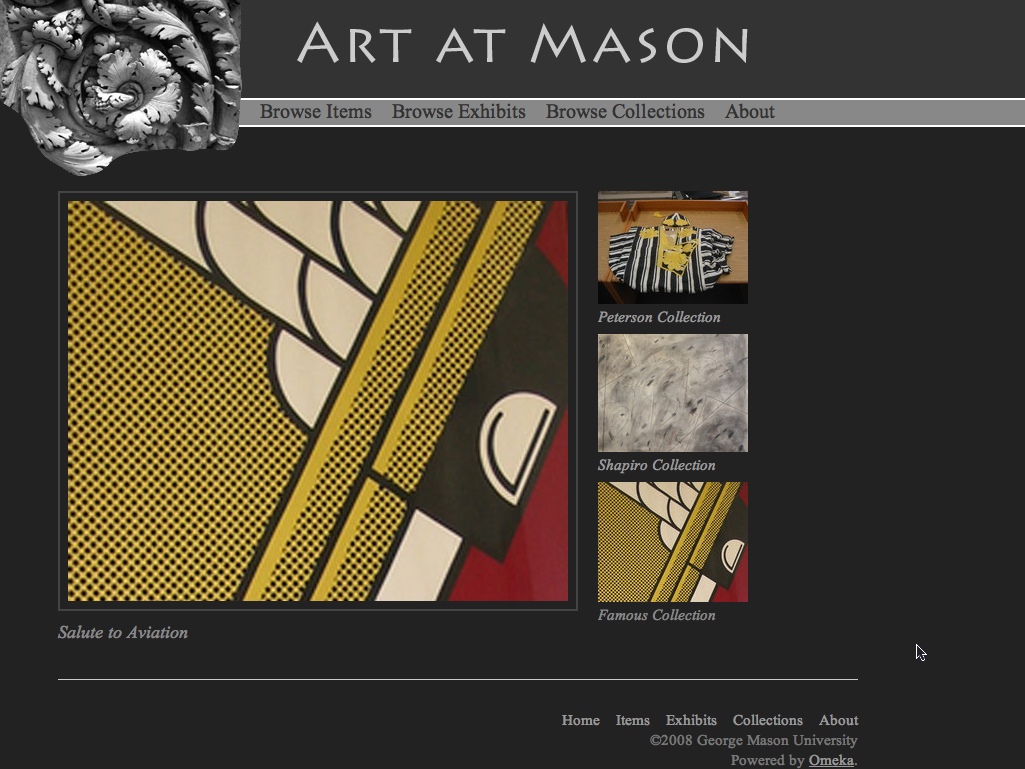 Art at Mason
Browse Items Browse Exhibits Browse Collections About
Peterson Collection
Shapiro Collection
Famous Collection
Salute to Aviation
Home Items Exhibits Collections About
©2008 George Mason University
Powered by Omeka.